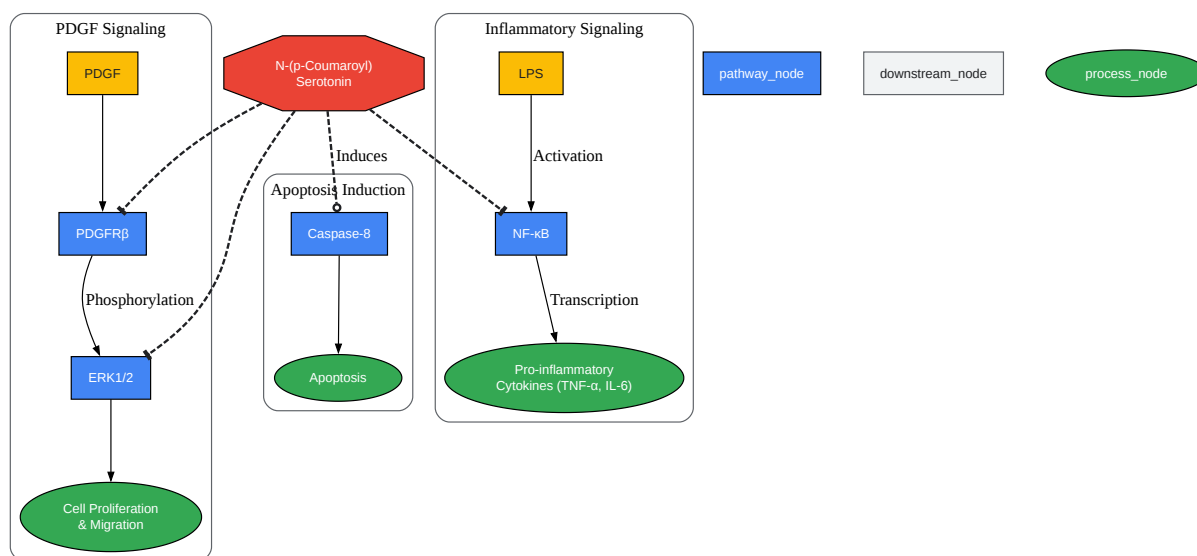 PDGF Signaling
PDGF
PDGFRβ
Phosphorylation
ERK1/2
Cell Proliferation
& Migration
N-(p-Coumaroyl)
Serotonin
Induces
Apoptosis Induction
Caspase-8
Apoptosis
Inflammatory Signaling
LPS
Activation
NF-κB
Transcription
Pro-inflammatory
Cytokines (TNF-α, IL-6)
pathway_node
downstream_node
process_node